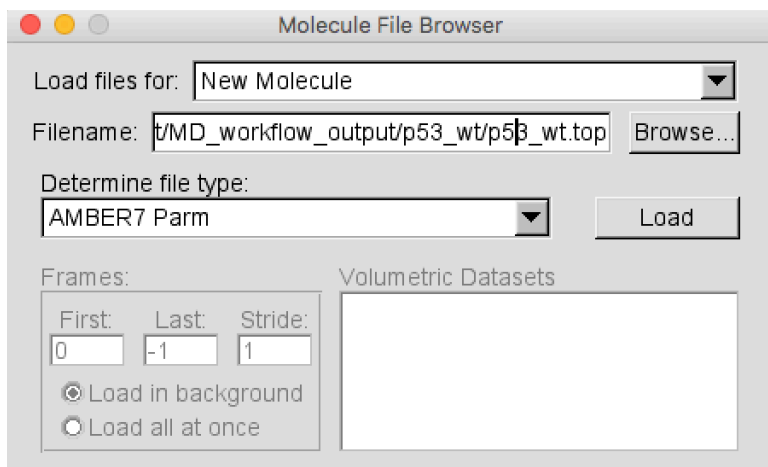 Molecule File Browser
Load files for: New Molecule
Filename: t/MD_workflow_output/p53_wt/p53_wt.top Browse...
Determine file type:
AMBER7 Parm Load
Frames: Volumetric Datasets
First: Last: Stride:
0 -1 1
Load in background
Load all at once